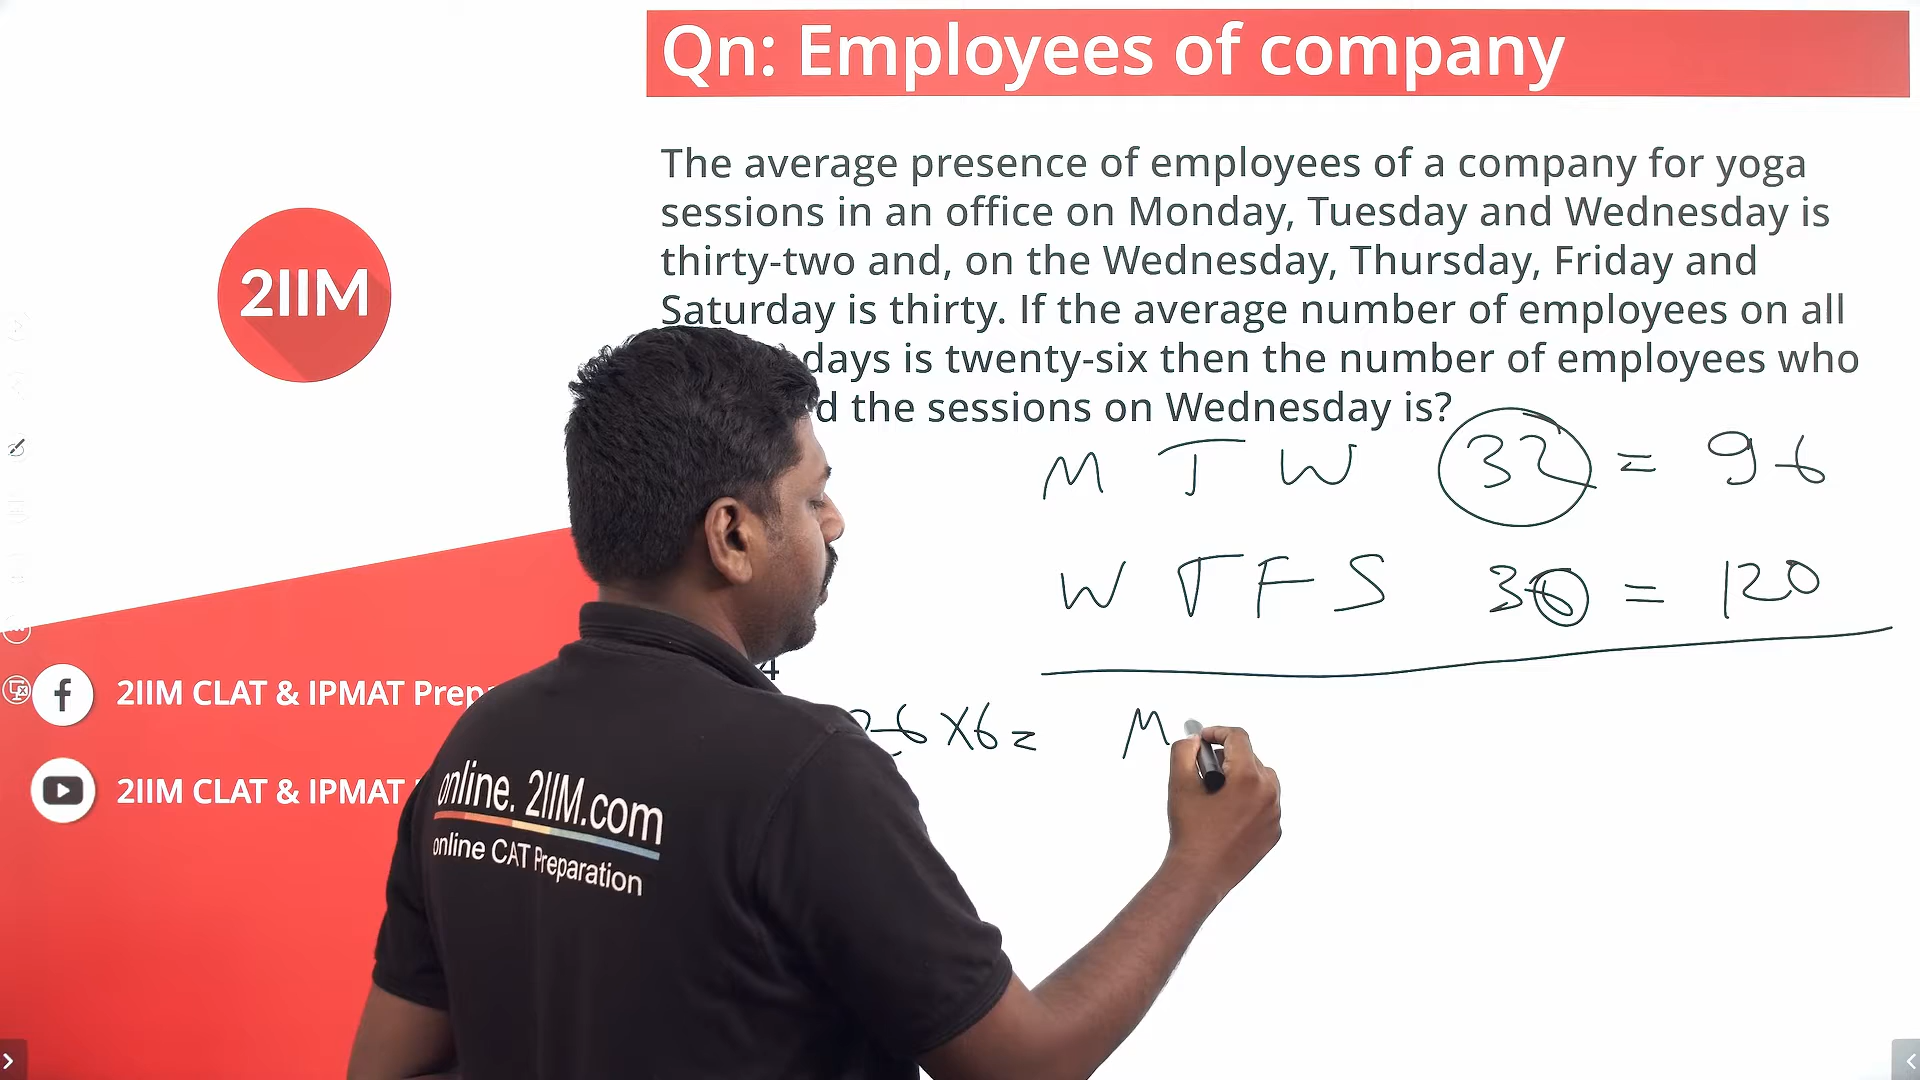 Qn: Employees of company
The average presence of employees of a company for yoga
sessions in an office on Monday, Tuesday and Wednesday is
thirty-two and, on the Wednesday, Thursday, Friday and
Saturday is thirty. If the average number of employees on all
days is twenty-six then the number of employees who
d the sessions on Wednesday is?
2IIM
M T W 32 = 96
W T F S 30 = 120
4
26 × 6 = M
2IIM CLAT & IPMAT Prep
2IIM CLAT & IPMAT
online. 2IIM.com
online CAT Preparation